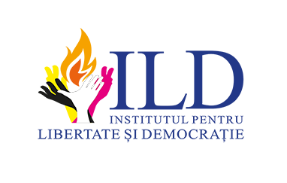 ILD
INSTITUTUL PENTRU
LIBERTATE ȘI DEMOCRAȚIE